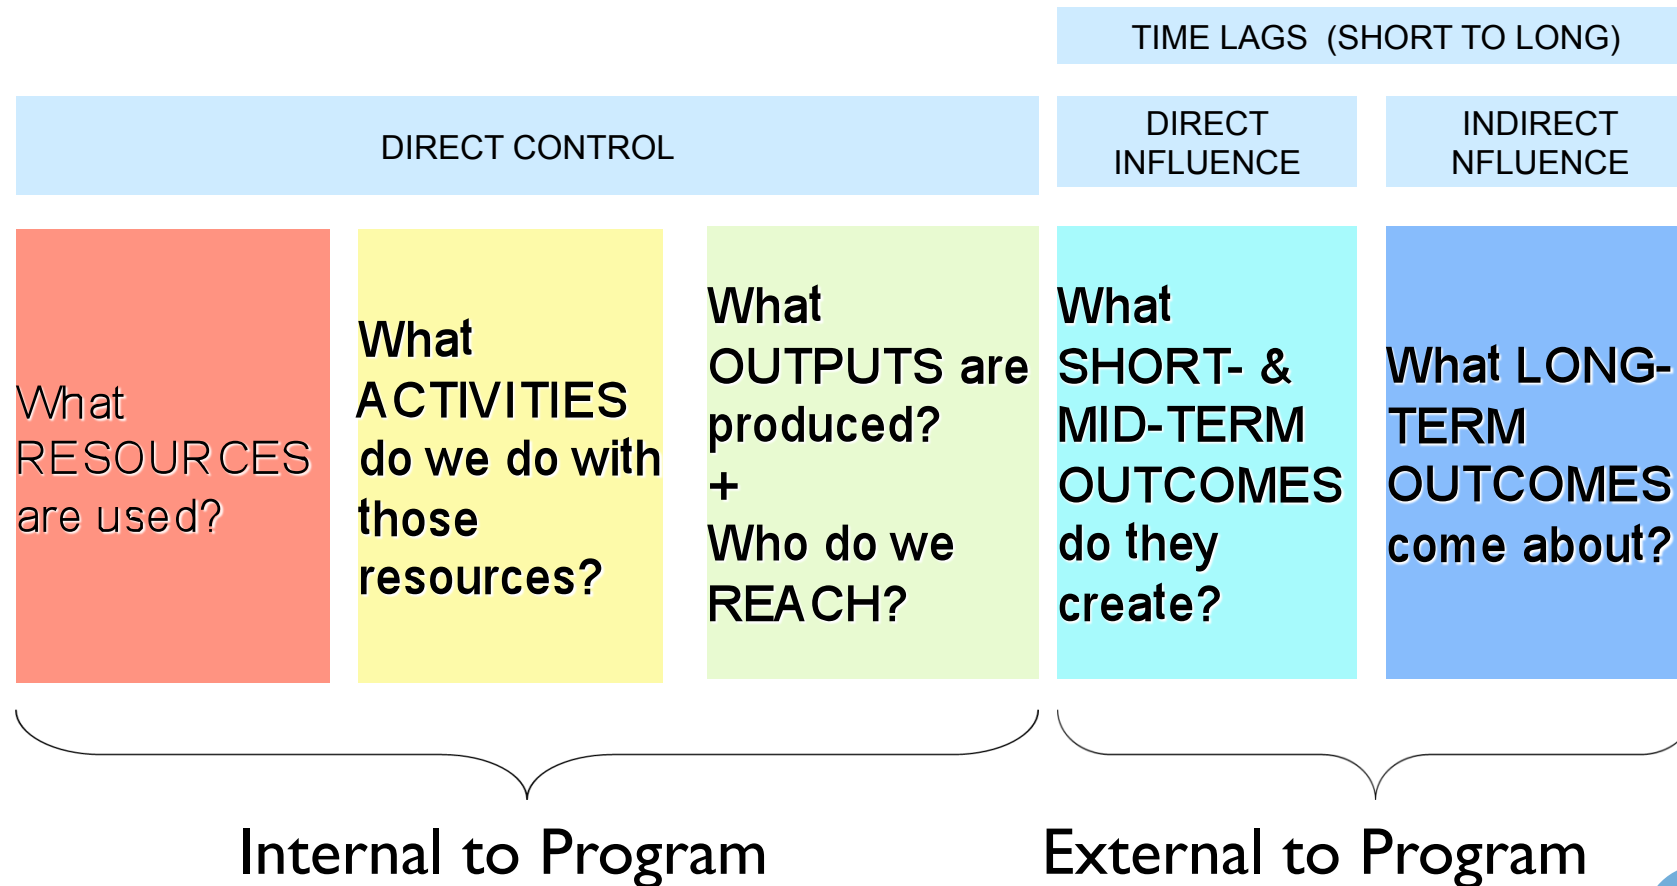 TIME LAGS (SHORT TO LONG)
DIRECT CONTROL
DIRECT
INFLUENCE
INDIRECT
NFLUENCE
What
RESOURCES
are used?
What
ACTIVITIES
do we do with
those
resources?
What
OUTPUTS are
produced?
+
Who do we
REACH?
What
SHORT- &
MID-TERM
OUTCOMES
do they
create?
What LONG-
TERM
OUTCOMES
come about?
Internal to Program
External to Program